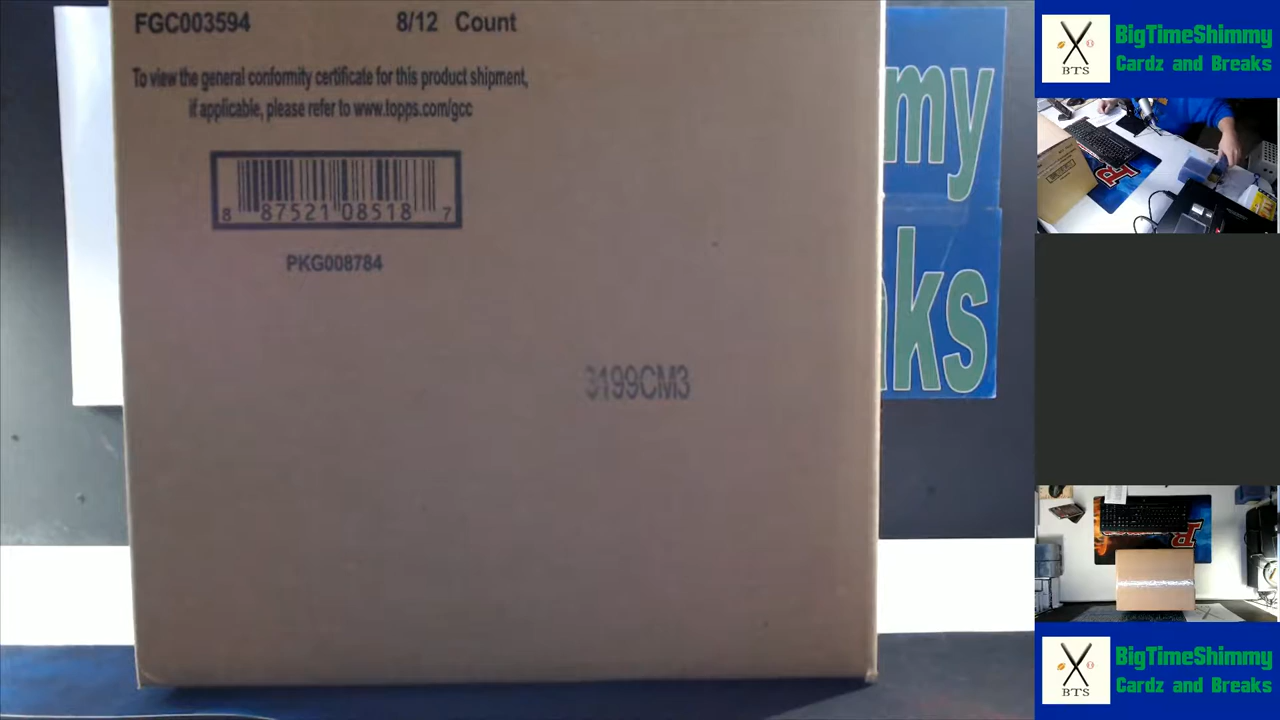 FGC003594 8/12 Count
To view the general conformity certificate for this product shipment,
if applicable, please refer to www.topps.com/gcc
8 87521 08518 7
PKG008784
3199CM3
my
ks
BigTimeShimmy
Cardz and Breaks
BTS
R
BigTimeShimmy
Cardz and Breaks
BTS